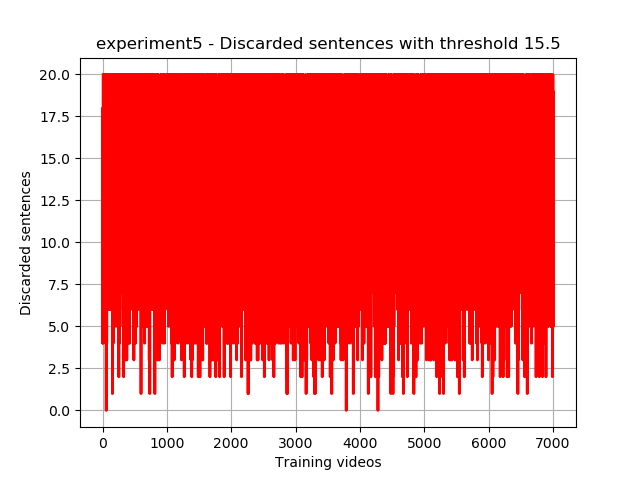 experiment5 - Discarded sentences with threshold 15.5
20.0
17.5
15.0
12.5
10.0
7.5
5.0
2.5
0.0
Discarded sentences
0 1000 2000 3000 4000 5000 6000 7000
Training videos